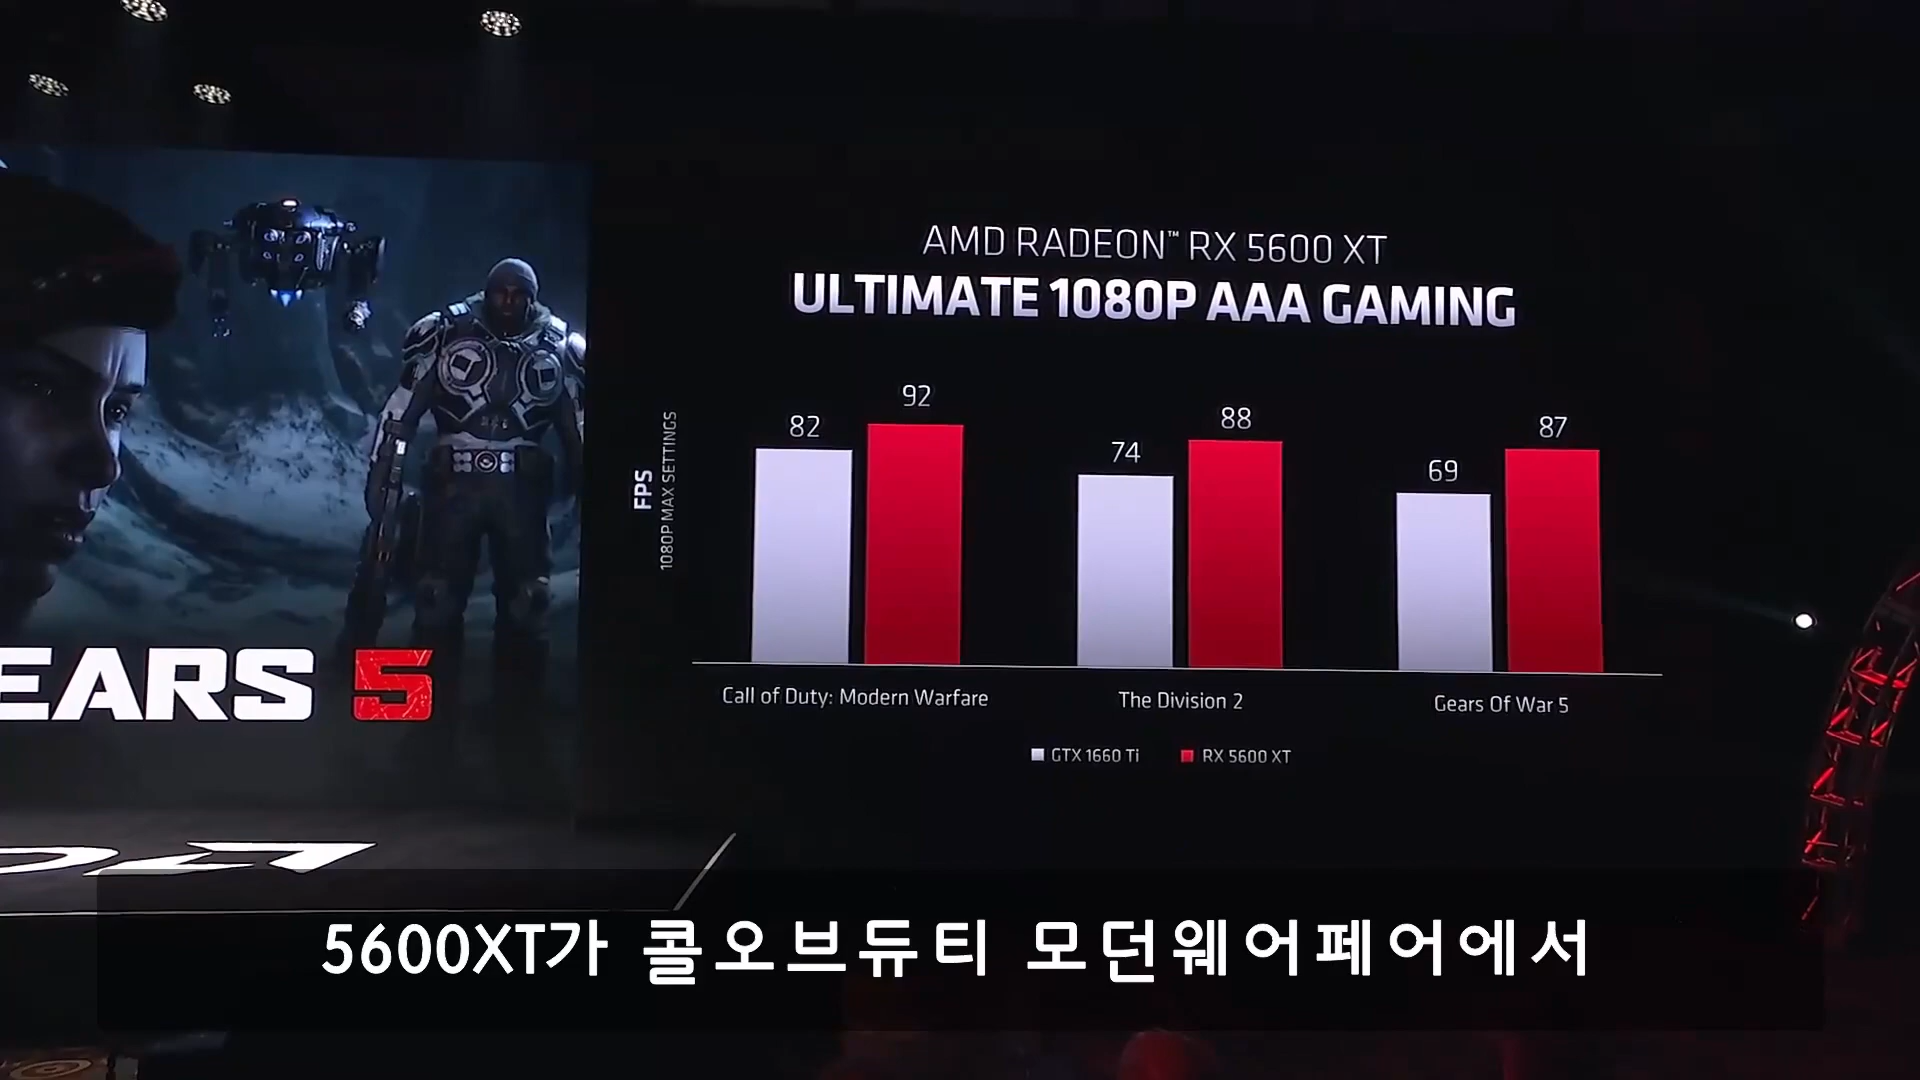 AMD RADEON™ RX 5600 XT
ULTIMATE 1080P AAA GAMING
FPS
1080P MAX SETTINGS
82
92
74
88
69
87
Call of Duty: Modern Warfare
The Division 2
Gears Of War 5
GTX 1660 Ti
RX 5600 XT
EARS 5
5600XT가 콜오브듀티 모던웨어페어에서